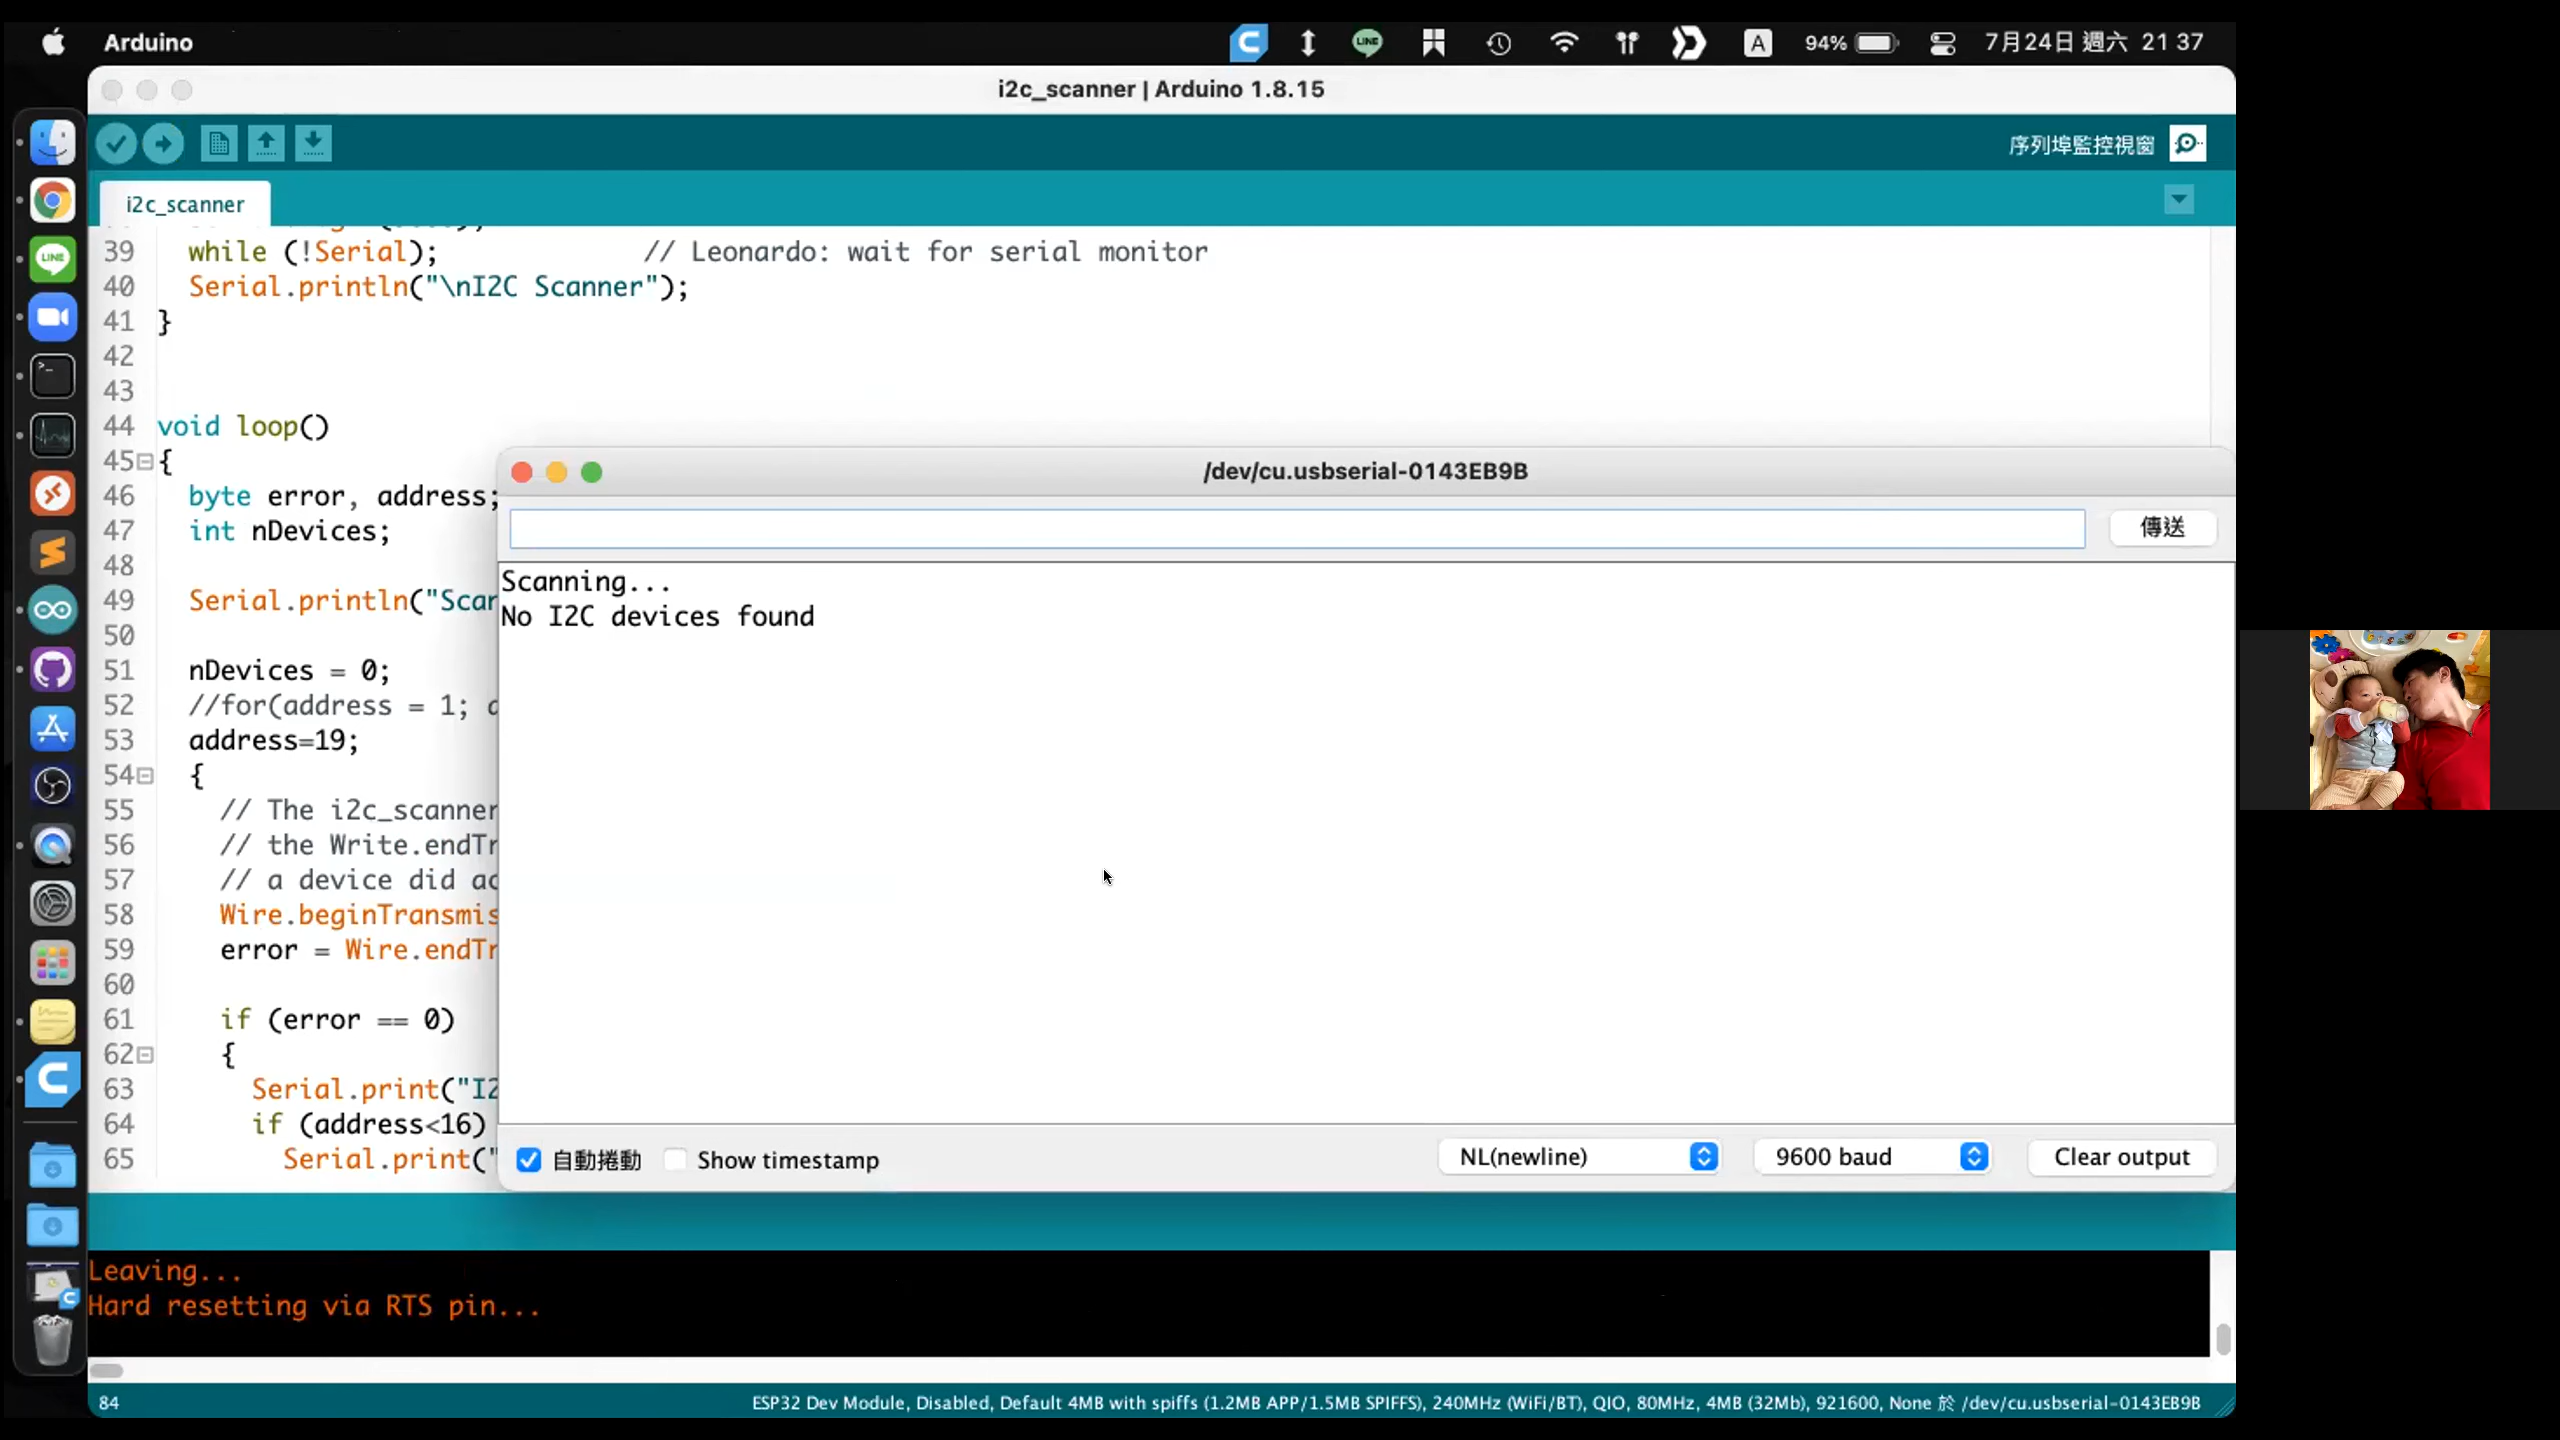 Arduino
LINE
A
94%
7月24日 週六 21 37
i2c_scanner | Arduino 1.8.15
序列埠監控視窗
i2c_scanner
39 while (!Serial); // Leonardo: wait for serial monitor
40 Serial.println("\nI2C Scanner");
41 }
42
43
44 void loop()
45 {
46 byte error, address;
47 int nDevices;
48
49 Serial.println("Scan
50
51 nDevices = 0;
52 //for(address = 1; a
53 address=19;
54 {
55 // The i2c_scanner
56 // the Write.endTr
57 // a device did ac
58 Wire.beginTransmis
59 error = Wire.endTr
60
61 if (error == 0)
62 {
63 Serial.print("I2
64 if (address<16)
65 Serial.print("
/dev/cu.usbserial-0143EB9B
傳送
Scanning...
No I2C devices found
自動捲動
Show timestamp
NL(newline)
9600 baud
Clear output
Leaving...
Hard resetting via RTS pin...
84
ESP32 Dev Module, Disabled, Default 4MB with spiffs (1.2MB APP/1.5MB SPIFFS), 240MHz (WiFi/BT), QIO, 80MHz, 4MB (32Mb), 921600, None 於 /dev/cu.usbserial-0143EB9B